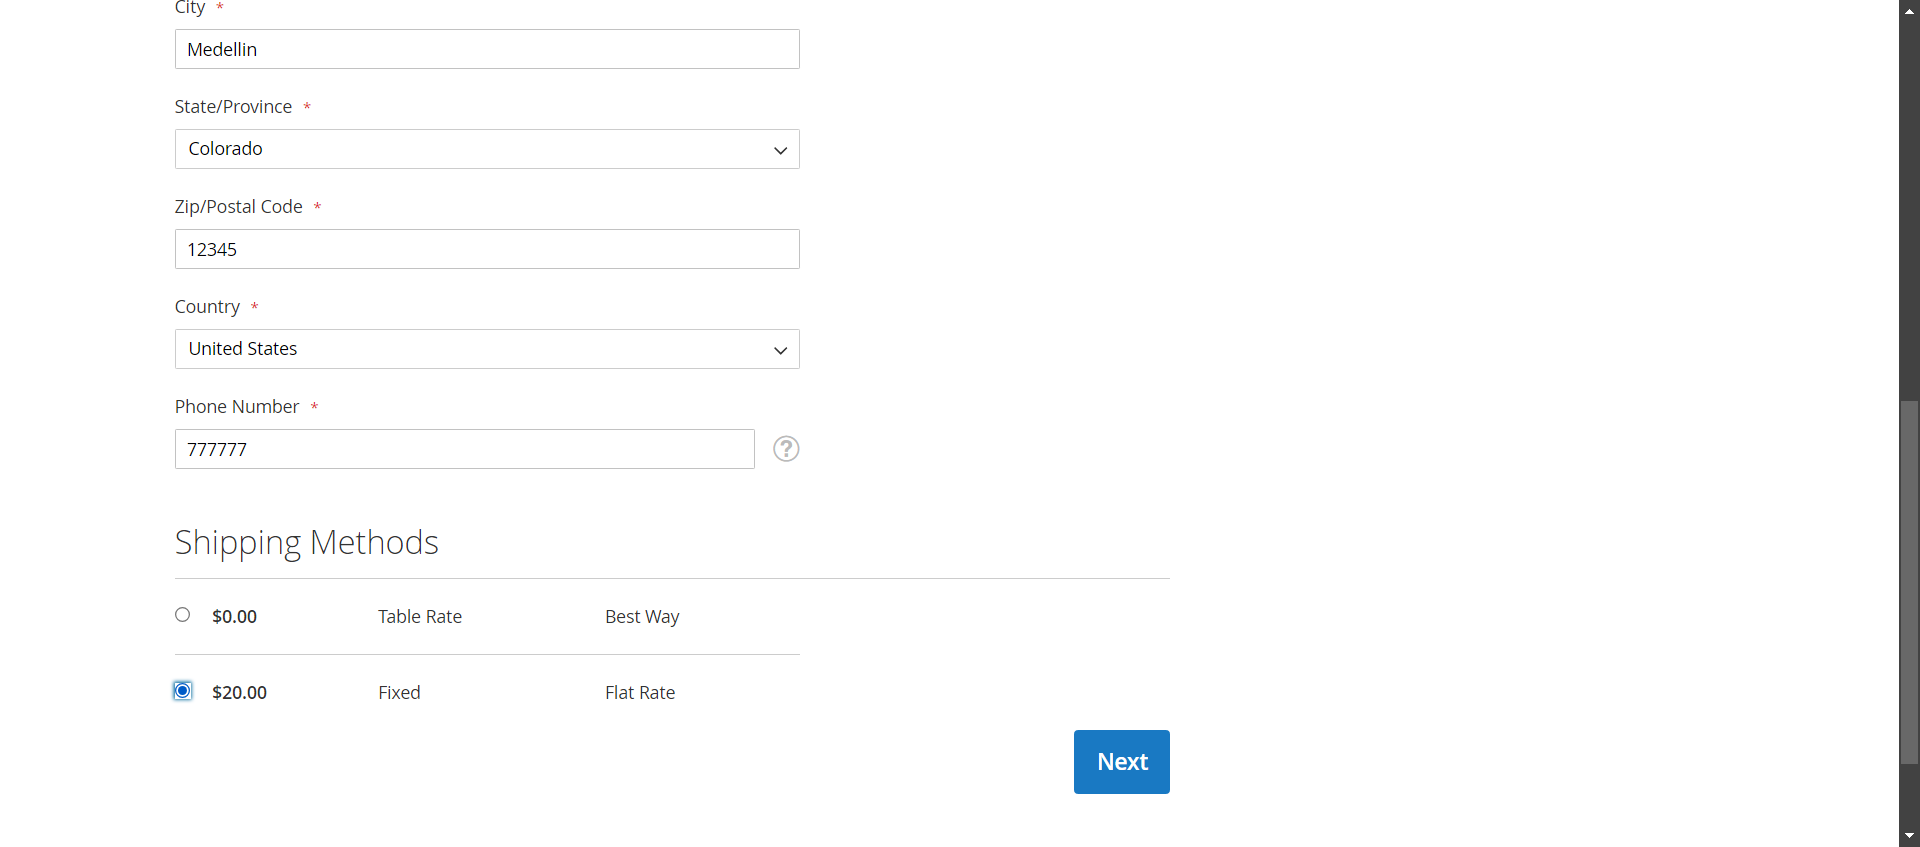 City *
Medellin
State/Province *
Colorado
Zip/Postal Code *
12345
Country *
United States
Phone Number *
777777
?
Shipping Methods
$0.00 Table Rate Best Way
$20.00 Fixed Flat Rate
Next